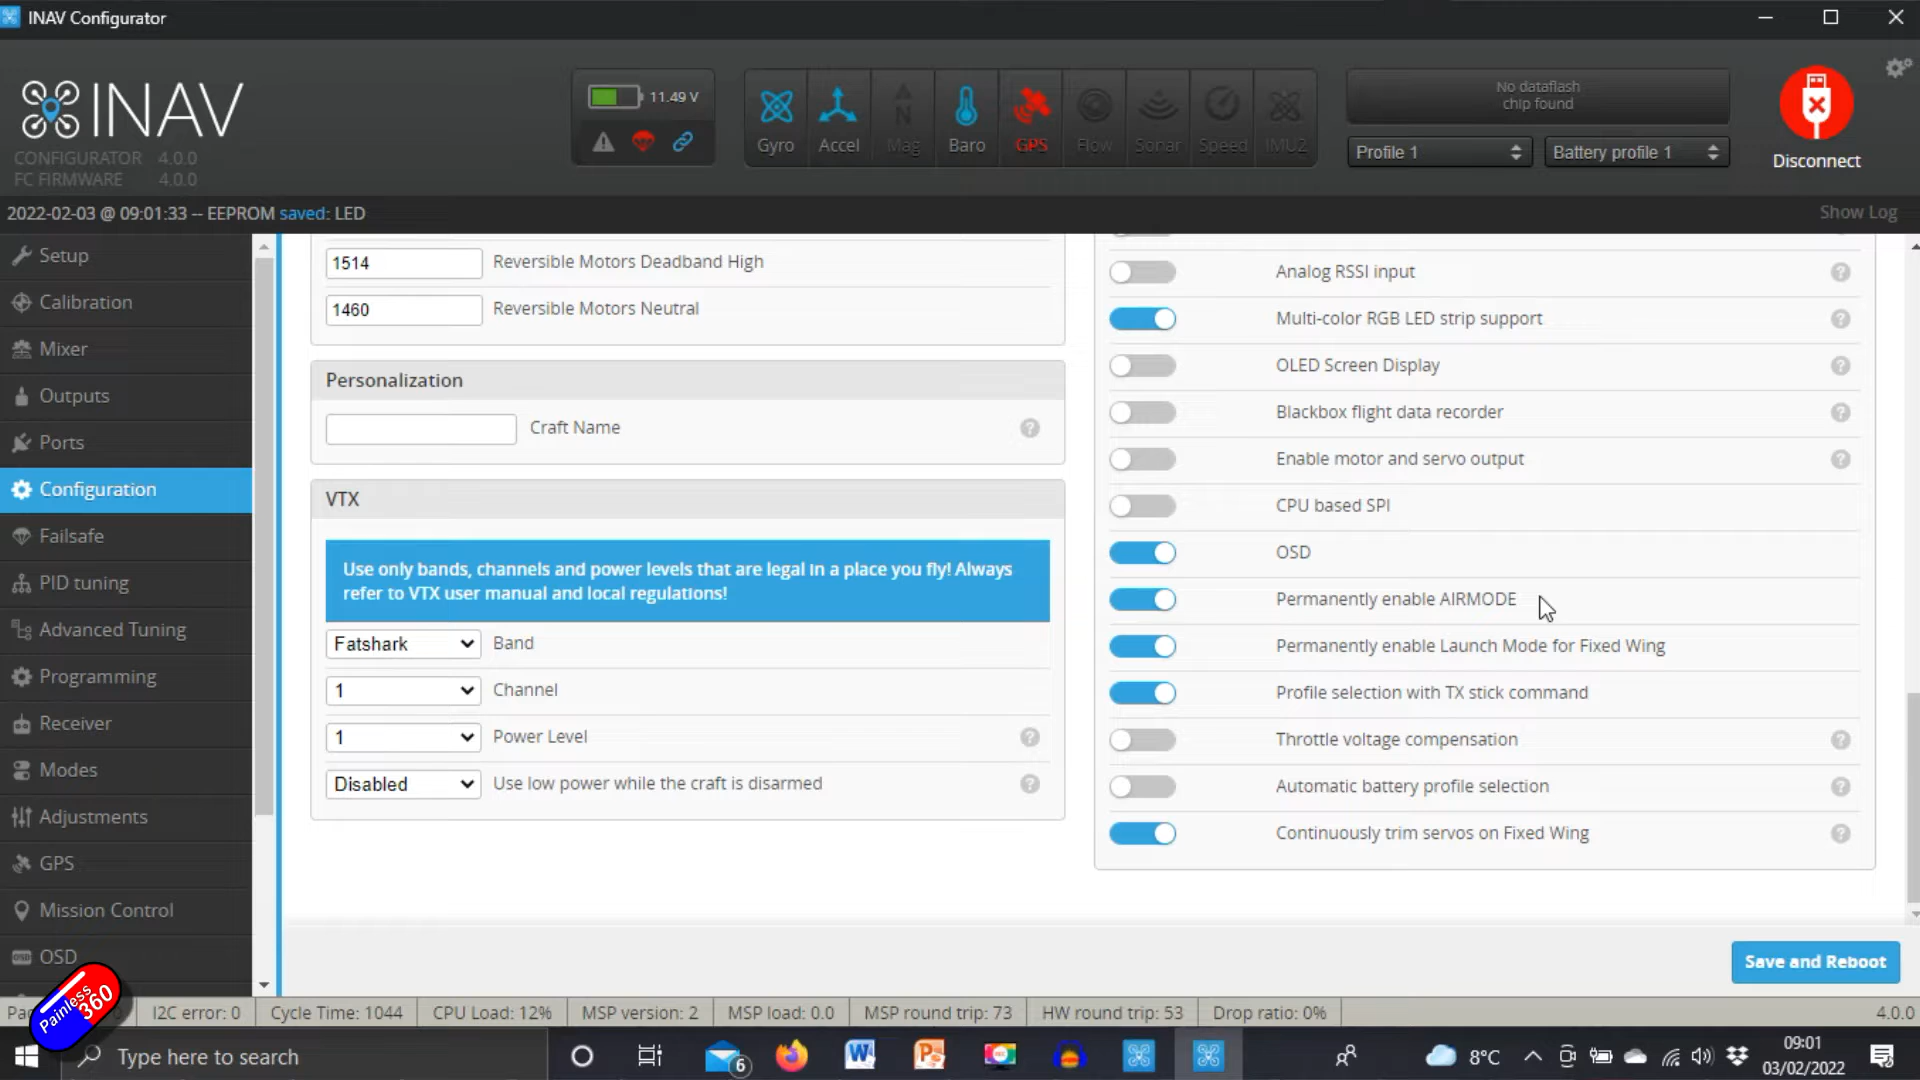 INAV Configurator
INAV
CONFIGURATOR 4.0.0
FC FIRMWARE 4.0.0
11.49 V
Gyro
Accel
Mag
Baro
GPS
Flow
Sonar
Speed
IMU2
No dataflash
chip found
Profile 1
Battery profile 1
Disconnect
2022-02-03 @ 09:01:33 -- EEPROM saved: LED
Show Log
Setup
Calibration
Mixer
Outputs
Ports
Configuration
Failsafe
PID tuning
Advanced Tuning
Programming
Receiver
Modes
Adjustments
GPS
Mission Control
OSD
1514 Reversible Motors Deadband High
1460 Reversible Motors Neutral
Personalization
Craft Name ?
VTX
Use only bands, channels and power levels that are legal in a place you fly! Always
refer to VTX user manual and local regulations!
Fatshark Band
1 Channel
1 Power Level ?
Disabled Use low power while the craft is disarmed ?
Analog RSSI input ?
Multi-color RGB LED strip support ?
OLED Screen Display ?
Blackbox flight data recorder ?
Enable motor and servo output ?
CPU based SPI
OSD
Permanently enable AIRMODE
Permanently enable Launch Mode for Fixed Wing
Profile selection with TX stick command
Throttle voltage compensation ?
Automatic battery profile selection ?
Continuously trim servos on Fixed Wing ?
Save and Reboot
Painless360
I2C error: 0
Cycle Time: 1044
CPU Load: 12%
MSP version: 2
MSP load: 0.0
MSP round trip: 73
HW round trip: 53
Drop ratio: 0%
4.0.0
Type here to search
6
8°C
09:01
03/02/2022